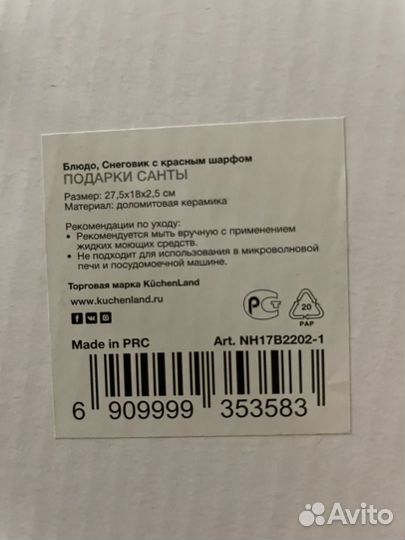 Блюдо, Снеговик с красным шарфом
ПОДАРКИ САНТЫ
Размер: 27,5x18x2,5 см
Материал: доломитовая керамика
Рекомендации по уходу:
• Рекомендуется мыть вручную с применением
жидких моющих средств.
• Не подходит для использования в микроволновой
печи и посудомоечной машине.
Торговая марка KüchenLand
www.kuchenland.ru
20
PAP
Made in PRC Art. NH17B2202-1
6 909999 353583
Avito